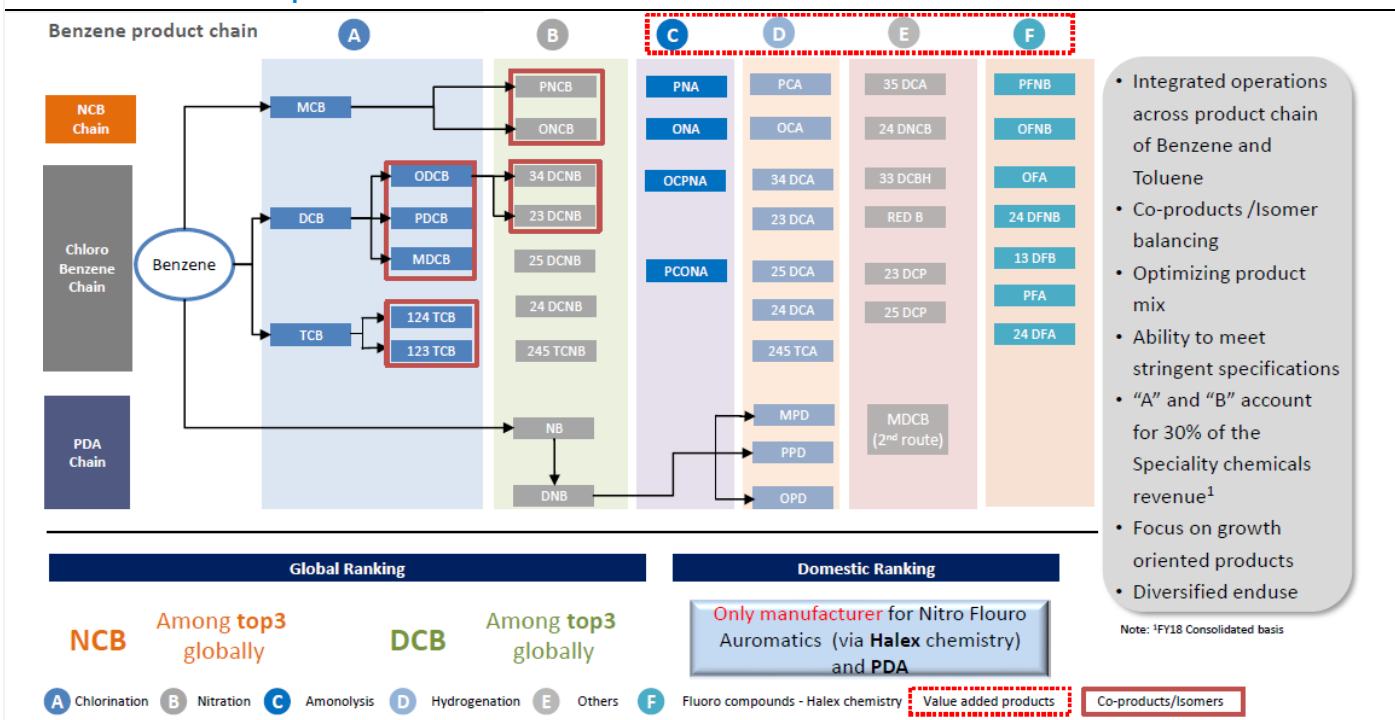 Benzene product chain
A
B
C
D
E
F
NCB
Chain
Chloro
Benzene
Chain
PDA
Chain
Benzene
MCB
DCB
TCB
ODCB
PDCB
MDCB
124 TCB
123 TCB
PNCB
ONCB
34 DCNB
23 DCNB
25 DCNB
24 DCNB
245 TCNB
NB
DNB
PNA
ONA
OCPNA
PCONA
PCA
OCA
34 DCA
23 DCA
25 DCA
24 DCA
245 TCA
MPD
PPD
OPD
35 DCA
24 DNCB
33 DCBH
RED B
23 DCP
25 DCP
MDCB
(2nd route)
PFNB
OFNB
OFA
24 DFNB
13 DFB
PFA
24 DFA
• Integrated operations
across product chain
of Benzene and
Toluene
• Co-products /Isomer
balancing
• Optimizing product
mix
• Ability to meet
stringent specifications
• “A” and “B” account
for 30% of the
Speciality chemicals
revenue1
• Focus on growth
oriented products
• Diversified enduse
Note: 1FY18 Consolidated basis
Global Ranking
NCB
Among top3
globally
DCB
Among top3
globally
Domestic Ranking
Only manufacturer for Nitro Flouro
Auromatics (via Halex chemistry)
and PDA
A Chlorination B Nitration C Amonolysis D Hydrogenation E Others F Fluoro compounds - Halex chemistry Value added products Co-products/Isomers